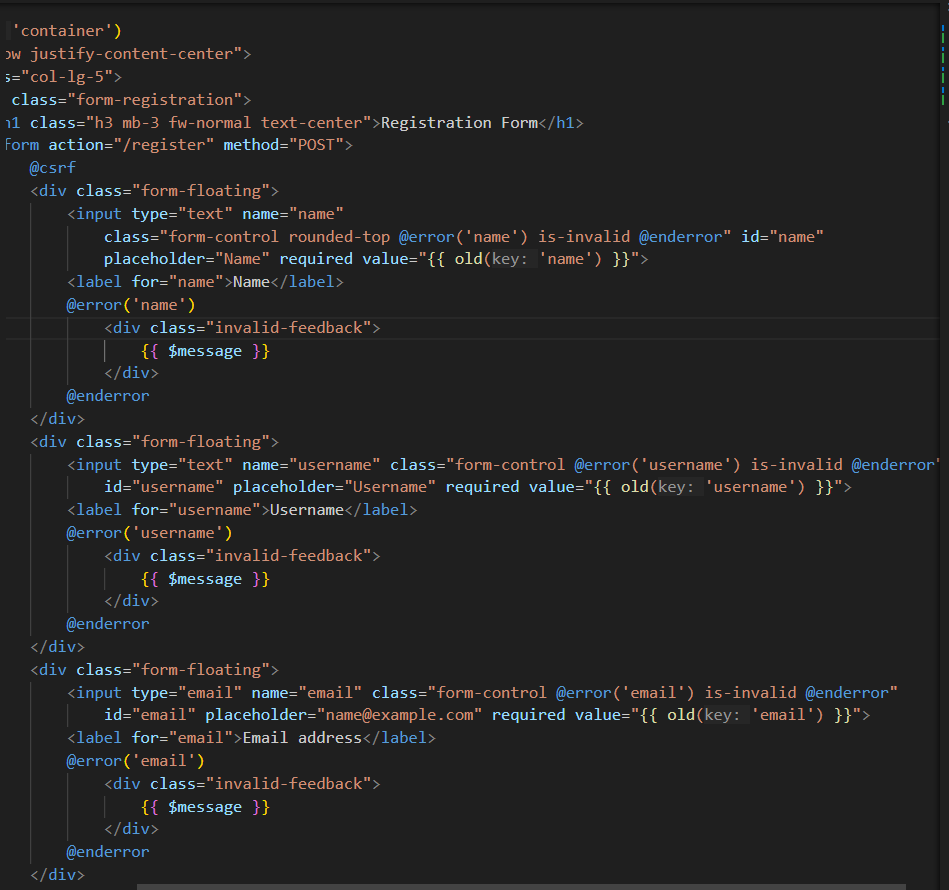 'container')
ow justify-content-center">
s="col-lg-5">
class="form-registration">
h1 class="h3 mb-3 fw-normal text-center">Registration Form</h1>
form action="/register" method="POST">
@csrf
<div class="form-floating">
<input type="text" name="name"
class="form-control rounded-top @error('name') is-invalid @enderror" id="name"
placeholder="Name" required value="{{ old(key: 'name') }}">
<label for="name">Name</label>
@error('name')
<div class="invalid-feedback">
{{ $message }}
</div>
@enderror
</div>
<div class="form-floating">
<input type="text" name="username" class="form-control @error('username') is-invalid @enderror"
id="username" placeholder="Username" required value="{{ old(key: 'username') }}">
<label for="username">Username</label>
@error('username')
<div class="invalid-feedback">
{{ $message }}
</div>
@enderror
</div>
<div class="form-floating">
<input type="email" name="email" class="form-control @error('email') is-invalid @enderror"
id="email" placeholder="name@example.com" required value="{{ old(key: 'email') }}">
<label for="email">Email address</label>
@error('email')
<div class="invalid-feedback">
{{ $message }}
</div>
@enderror
</div>